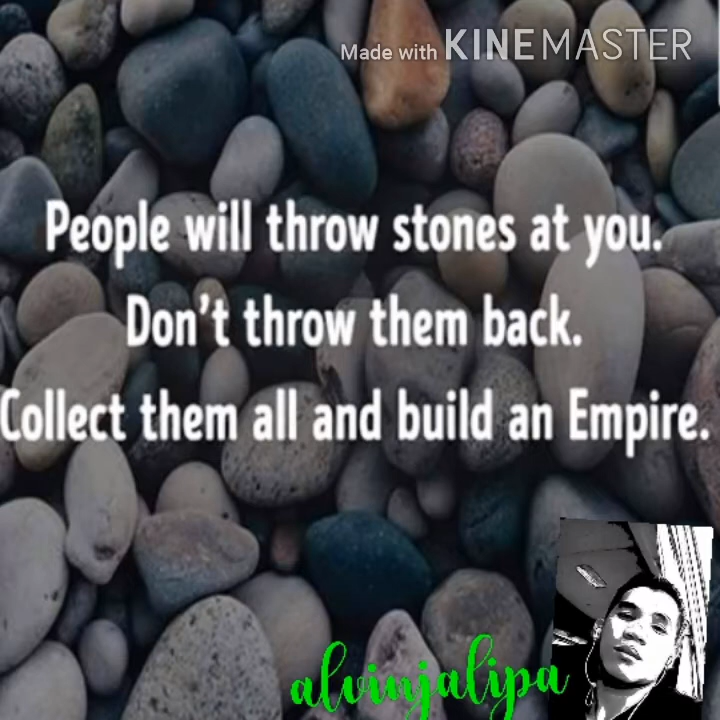 Made with KINEMASTER
People will throw stones at you.
Don't throw them back.
Collect them all and build an Empire.
alvinjalipa